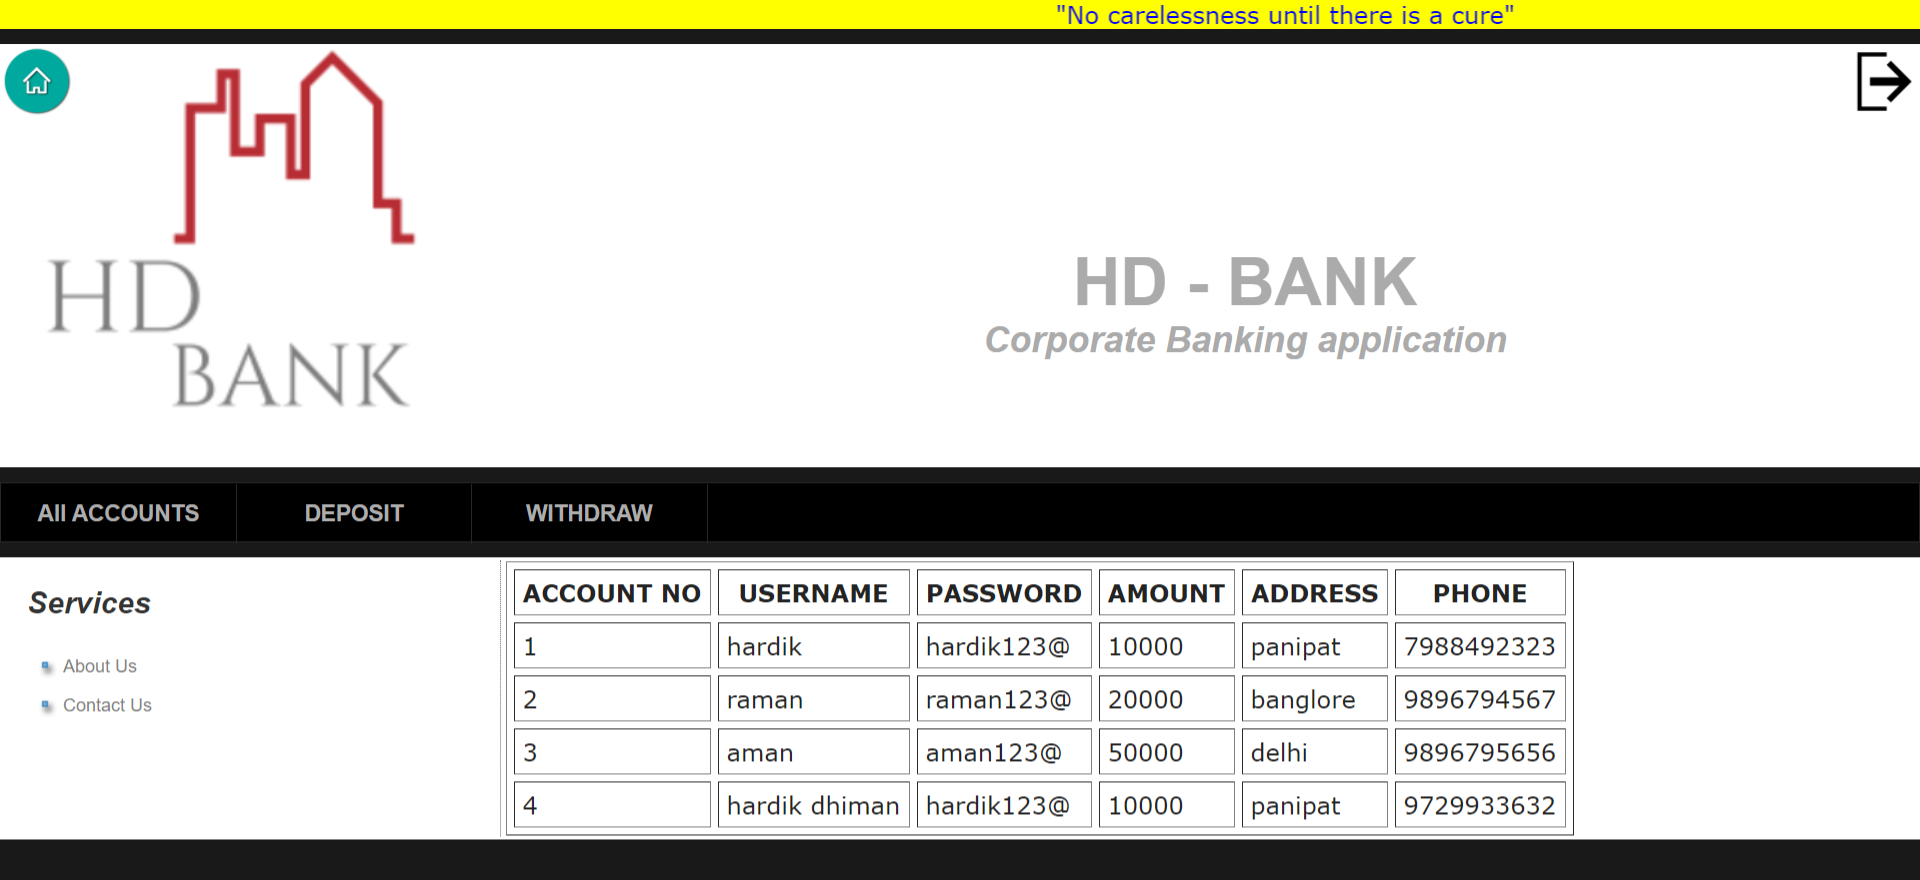 "No carelessness until there is a cure"
HD
BANK
HD - BANK
Corporate Banking application
All ACCOUNTS DEPOSIT WITHDRAW
Services
About Us
Contact Us
ACCOUNT NO USERNAME PASSWORD AMOUNT ADDRESS PHONE
1 hardik hardik123@ 10000 panipat 7988492323
2 raman raman123@ 20000 banglore 9896794567
3 aman aman123@ 50000 delhi 9896795656
4 hardik dhiman hardik123@ 10000 panipat 9729933632